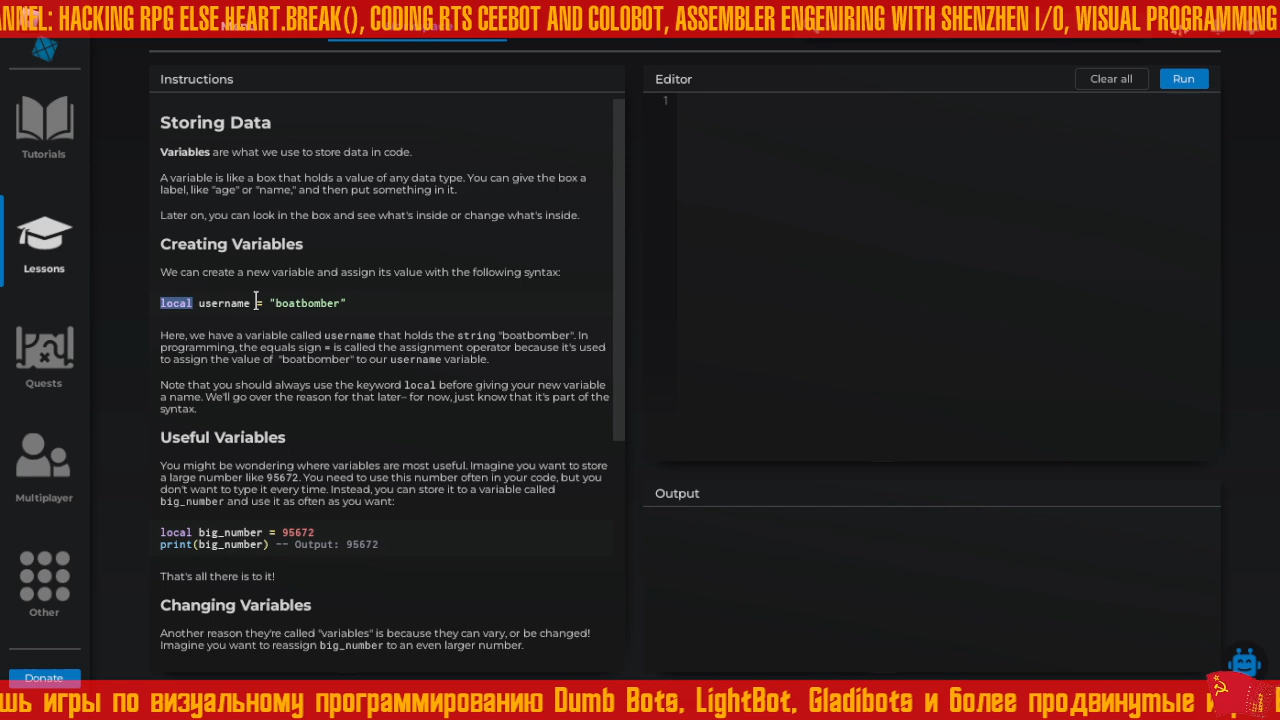 ANNEL: HACKING RPG ELSE.HEART.BREAK(), CODING RTS CEEBOT AND COLOBOT, ASSEMBLER ENGENIRING WITH SHENZHEN I/O, WISUAL PROGRAMMING
Instructions
Editor
Clear all
Run
1
Storing Data
Variables are what we use to store data in code.
A variable is like a box that holds a value of any data type. You can give the box a
label, like "age" or "name," and then put something in it.
Later on, you can look in the box and see what's inside or change what's inside.
Creating Variables
We can create a new variable and assign its value with the following syntax:
local username = "boatbomber"
Here, we have a variable called username that holds the string "boatbomber". In
programming, the equals sign = is called the assignment operator because it's used
to assign the value of "boatbomber" to our username variable.
Note that you should always use the keyword local before giving your new variable
a name. We'll go over the reason for that later– for now, just know that it's part of the
syntax.
Useful Variables
You might be wondering where variables are most useful. Imagine you want to store
a large number like 95672. You need to use this number often in your code, but you
don't want to type it every time. Instead, you can store it to a variable called
big_number and use it as often as you want:
local big_number = 95672
print(big_number) -- Output: 95672
That's all there is to it!
Changing Variables
Another reason they're called "variables" is because they can vary, or be changed!
Imagine you want to reassign big_number to an even larger number.
Output
Tutorials
Lessons
Quests
Multiplayer
Other
Donate
шь игры по визуальному программированию Dumb Bots, LightBot, Gladibots и более продвинутые и